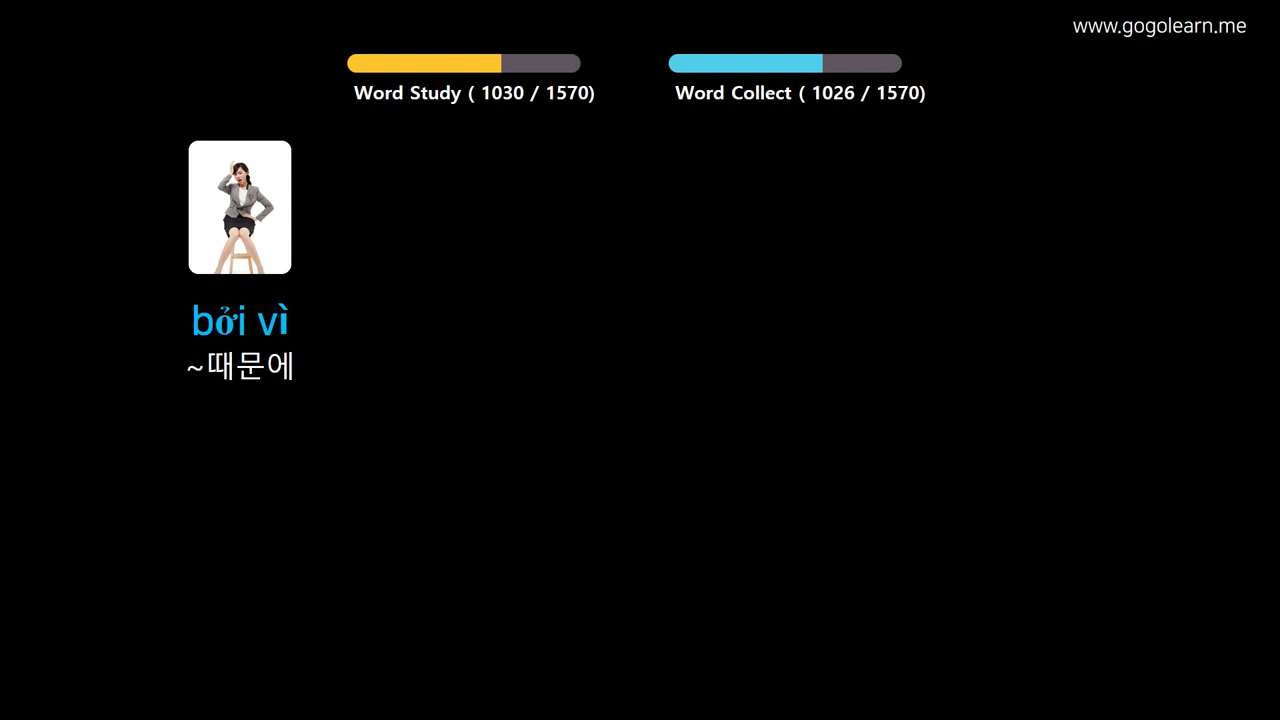 www.gogolearn.me
Word Study ( 1030 / 1570)
Word Collect ( 1026 / 1570)
bởi vì
~때문에